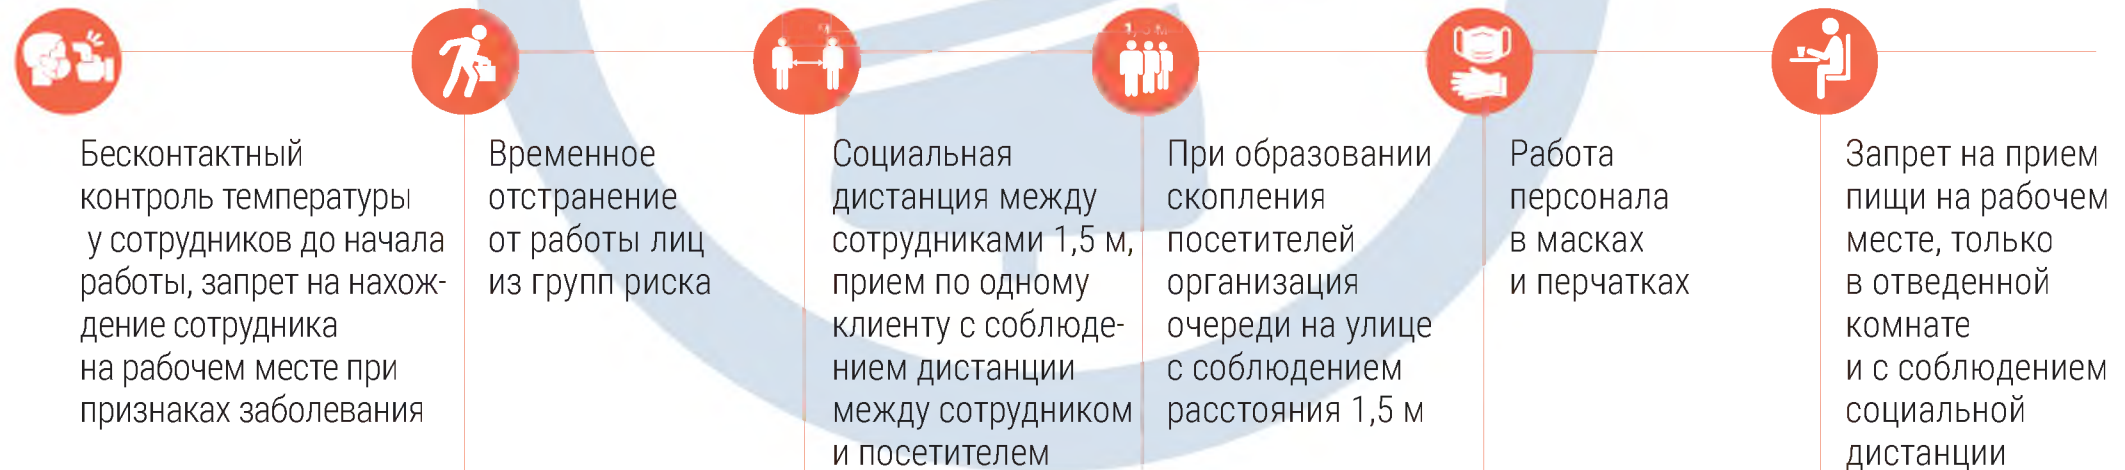 Бесконтактный
контроль температуры
у сотрудников до начала
работы, запрет на нахож-
дение сотрудника
на рабочем месте при
признаках заболевания
Временное
отстранение
от работы лиц
из групп риска
Социальная
дистанция между
сотрудниками 1,5 м,
прием по одному
клиенту с соблюде-
нием дистанции
между сотрудником
и посетителем
При образовании
скопления
посетителей
организация
очереди на улице
с соблюдением
расстояния 1,5 м
Работа
персонала
в масках
и перчатках
Запрет на прием
пищи на рабочем
месте, только
в отведенной
комнате
и с соблюдением
социальной
дистанции